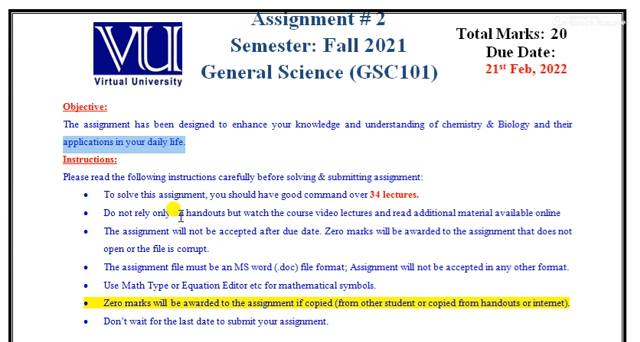 Assignment # 2
Total Marks: 20
Semester: Fall 2021
Due Date:
VU
General Science (GSC101)
21st Feb, 2022
Virtual University
Objective:
The assignment has been designed to enhance your knowledge and understanding of chemistry & Biology and their
applications in your daily life.
Instructions:
Please read the following instructions carefully before solving & submitting assignment:
• To solve this assignment, you should have good command over 34 lectures.
• Do not rely only handouts but watch the course video lectures and read additional material available online
• The assignment will not be accepted after due date. Zero marks will be awarded to the assignment that does not
open or the file is corrupt.
• The assignment file must be an MS word (.doc) file format; Assignment will not be accepted in any other format.
• Use Math Type or Equation Editor etc for mathematical symbols.
• Zero marks will be awarded to the assignment if copied (from other student or copied from handouts or internet).
• Don't wait for the last date to submit your assignment.